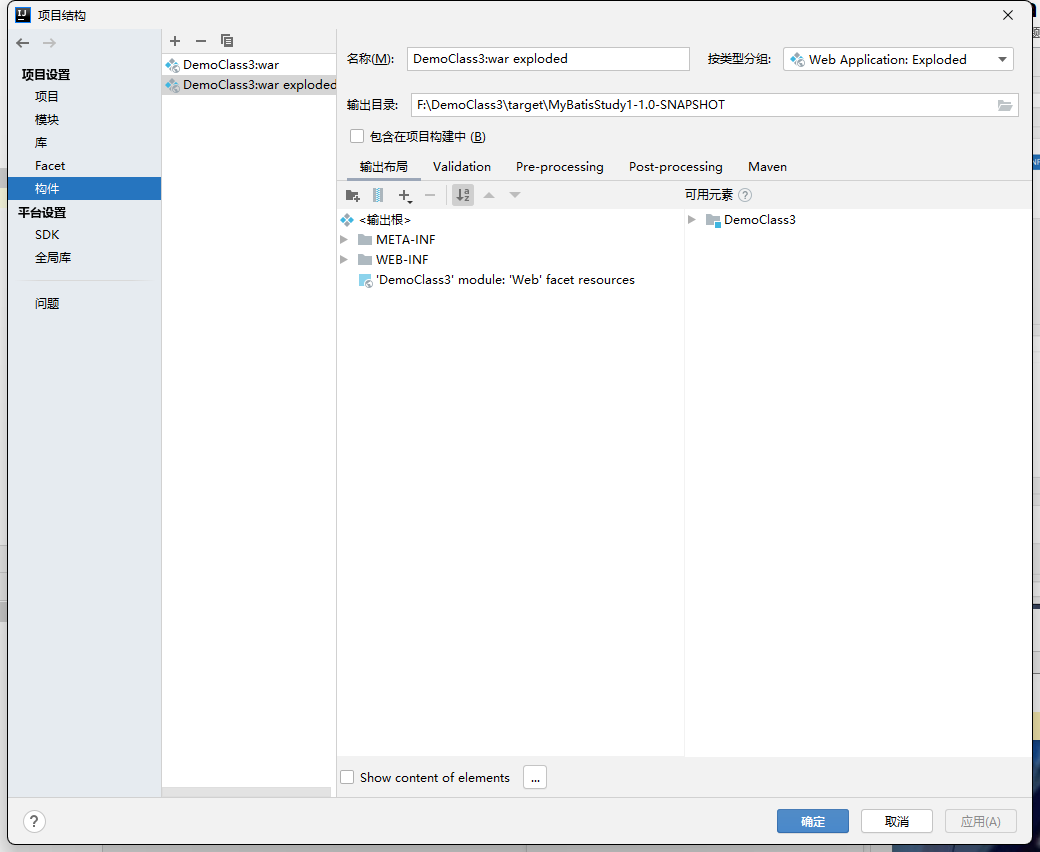 项目结构
项目设置
项目
模块
库
Facet
构件
平台设置
SDK
全局库
问题
DemoClass3:war
DemoClass3:war exploded
名称(M): DemoClass3:war exploded 按类型分组: Web Application: Exploded
输出目录: F:\DemoClass3\target\MyBatisStudy1-1.0-SNAPSHOT
包含在项目构建中 (B)
输出布局 Validation Pre-processing Post-processing Maven
可用元素 ?
<输出根>
META-INF
WEB-INF
'DemoClass3' module: 'Web' facet resources
DemoClass3
Show content of elements ...
? 确定 取消 应用(A)